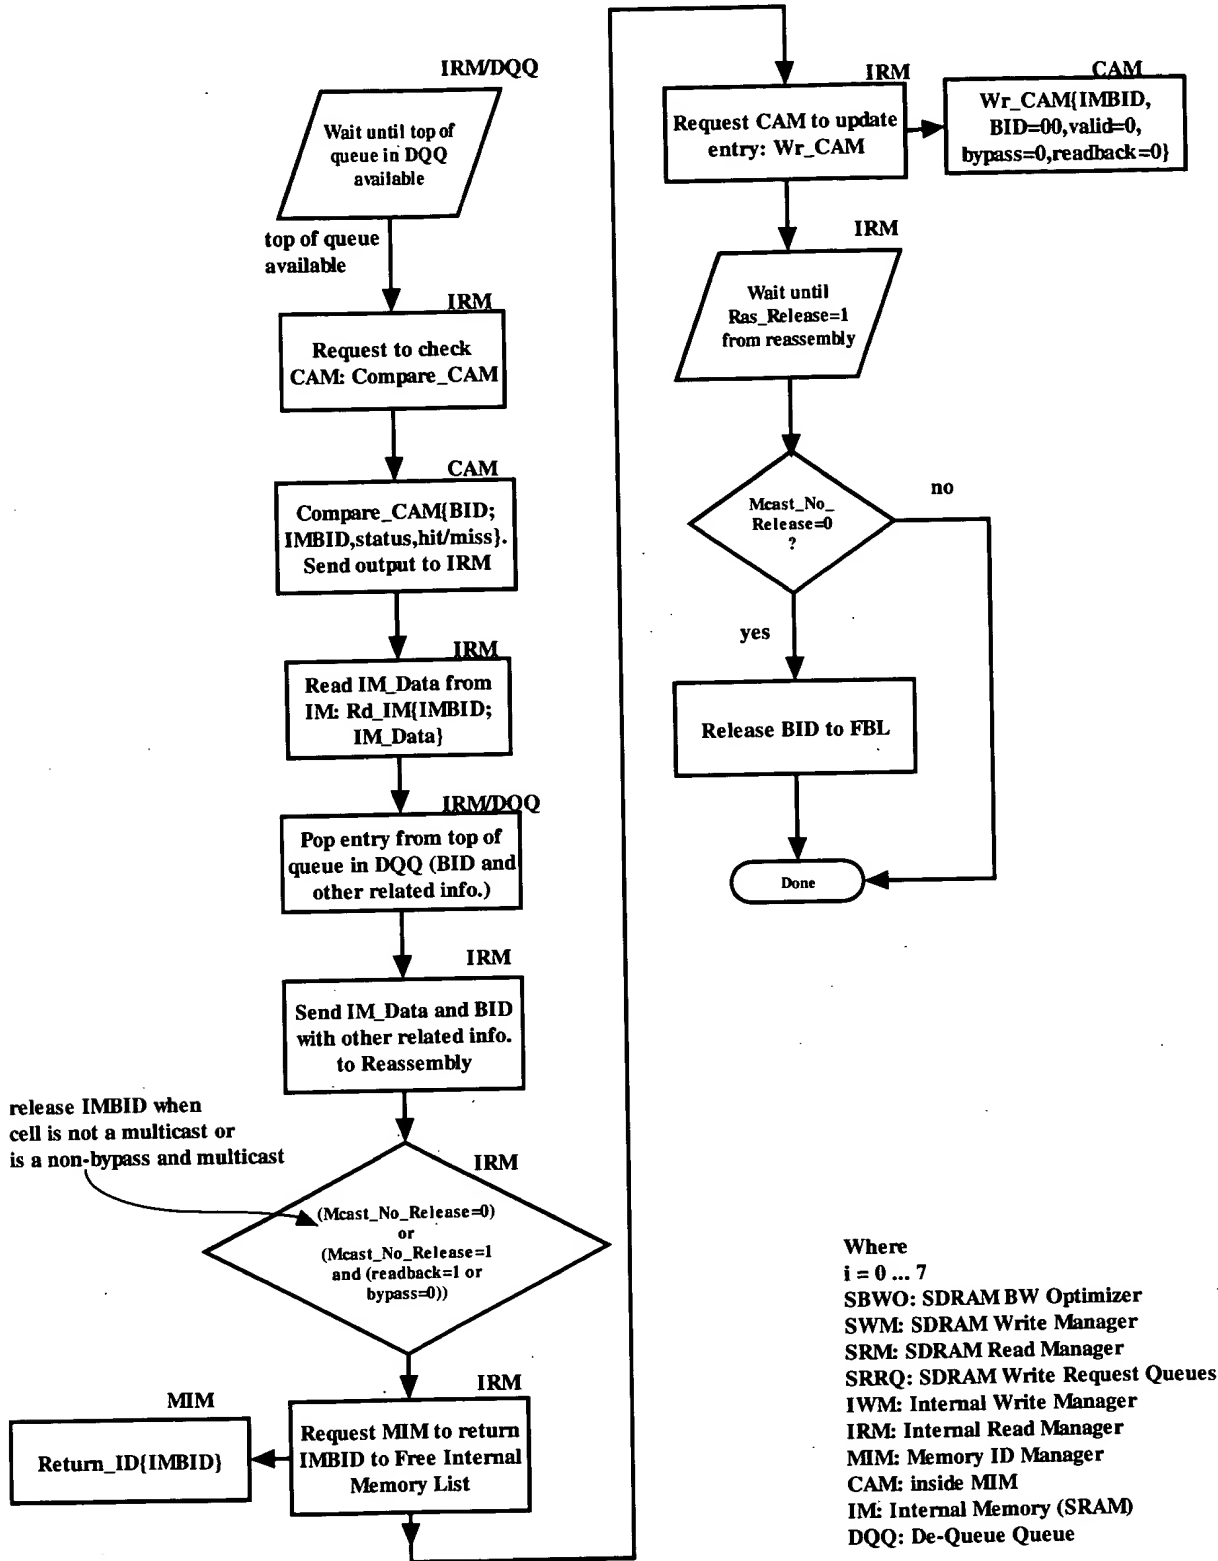 IRM/DQQ
Wait until top of
queue in DQQ
available
top of queue
available
IRM
Request to check
CAM: Compare_CAM
CAM
Compare_CAM{BID;
IMBID,status,hit/miss}.
Send output to IRM
IRM
Read IM_Data from
IM: Rd_IM{IMBID;
IM_Data}
IRM/DQQ
Pop entry from top of
queue in DQQ (BID and
other related info.)
IRM
Send IM_Data and BID
with other related info.
to Reassembly
release IMBID when
cell is not a multicast or
is a non-bypass and multicast
IRM
(Mcast_No_Release=0)
or
(Mcast_No_Release=1
and (readback=1 or
bypass=0))
IRM
Request MIM to return
IMBID to Free Internal
Memory List
MIM
Return_ID{IMBID}
IRM
Request CAM to update
entry: Wr_CAM
CAM
Wr_CAM{IMBID,
BID=00,valid=0,
bypass=0,readback=0}
IRM
Wait until
Ras_Release=1
from reassembly
Mcast_No_
Release=0
?
no
yes
Release BID to FBL
Done
Where
i = 0 ... 7
SBWO: SDRAM BW Optimizer
SWM: SDRAM Write Manager
SRM: SDRAM Read Manager
SRRQ: SDRAM Write Request Queues
IWM: Internal Write Manager
IRM: Internal Read Manager
MIM: Memory ID Manager
CAM: inside MIM
IM: Internal Memory (SRAM)
DQQ: De-Queue Queue